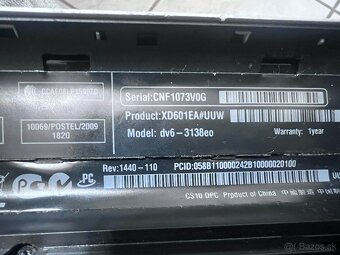 Serial:CNF1073V0G
Product:XD601EA#UUW
10069/POSTEL/2009
1820
Model: dv6-3138eo
Warranty: 1year
Rev:1440-110 PCID:058B110000242B10000020100
CS10 OPC Product of China
bazos.sk